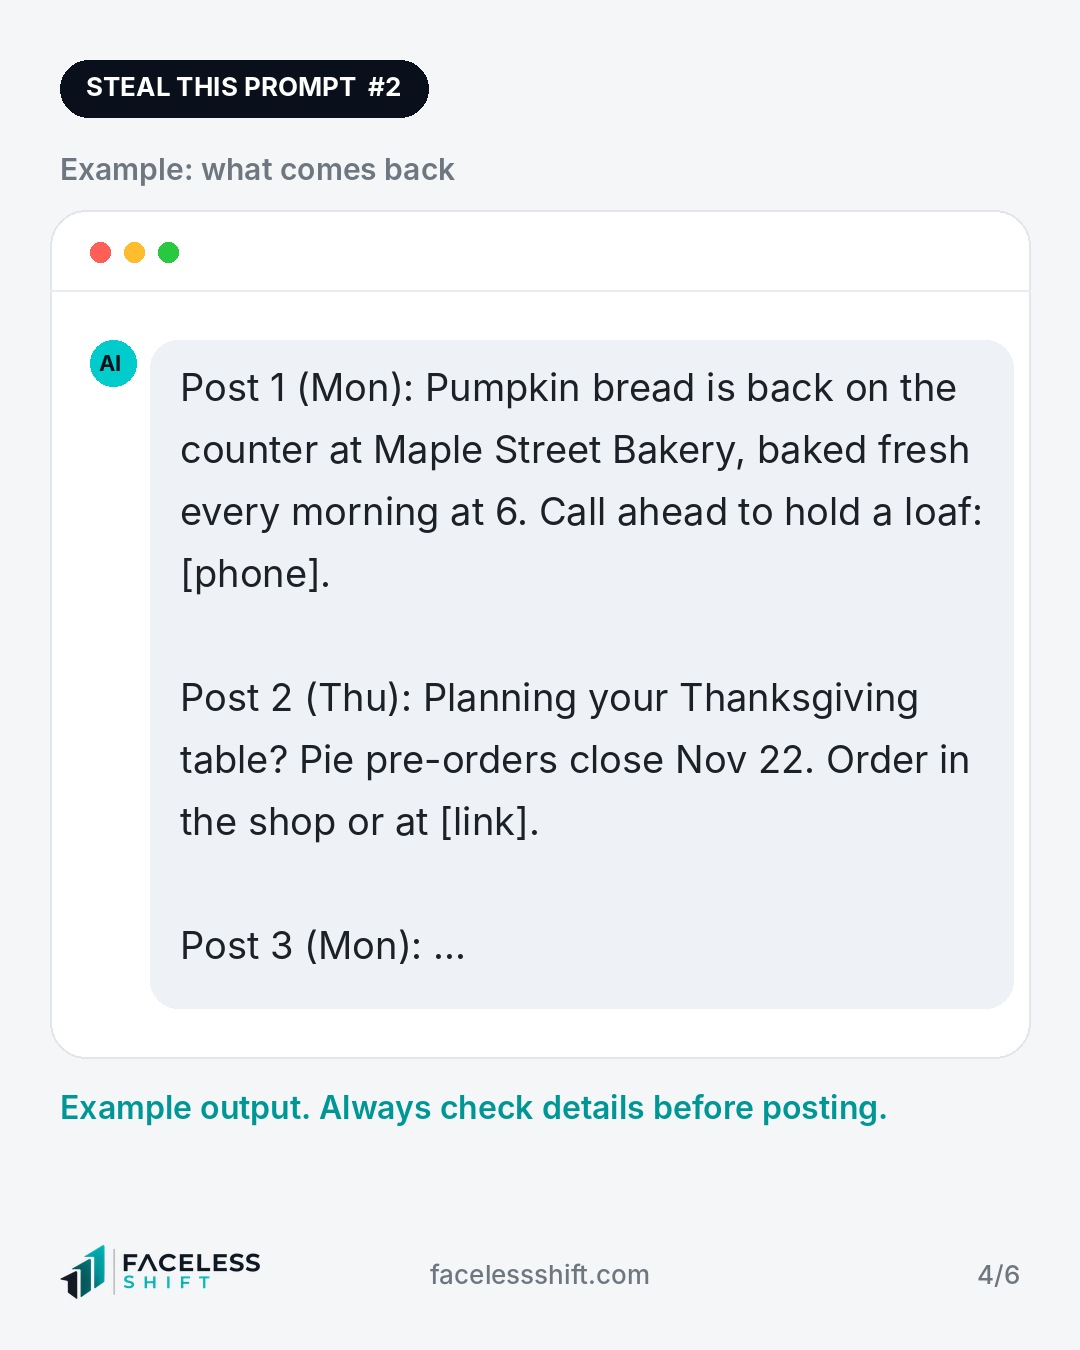 STEAL THIS PROMPT #2
Example: what comes back
AI
Post 1 (Mon): Pumpkin bread is back on the
counter at Maple Street Bakery, baked fresh
every morning at 6. Call ahead to hold a loaf:
[phone].
Post 2 (Thu): Planning your Thanksgiving
table? Pie pre-orders close Nov 22. Order in
the shop or at [link].
Post 3 (Mon): ...
Example output. Always check details before posting.
FACELESS
SHIFT
facelessshift.com
4/6